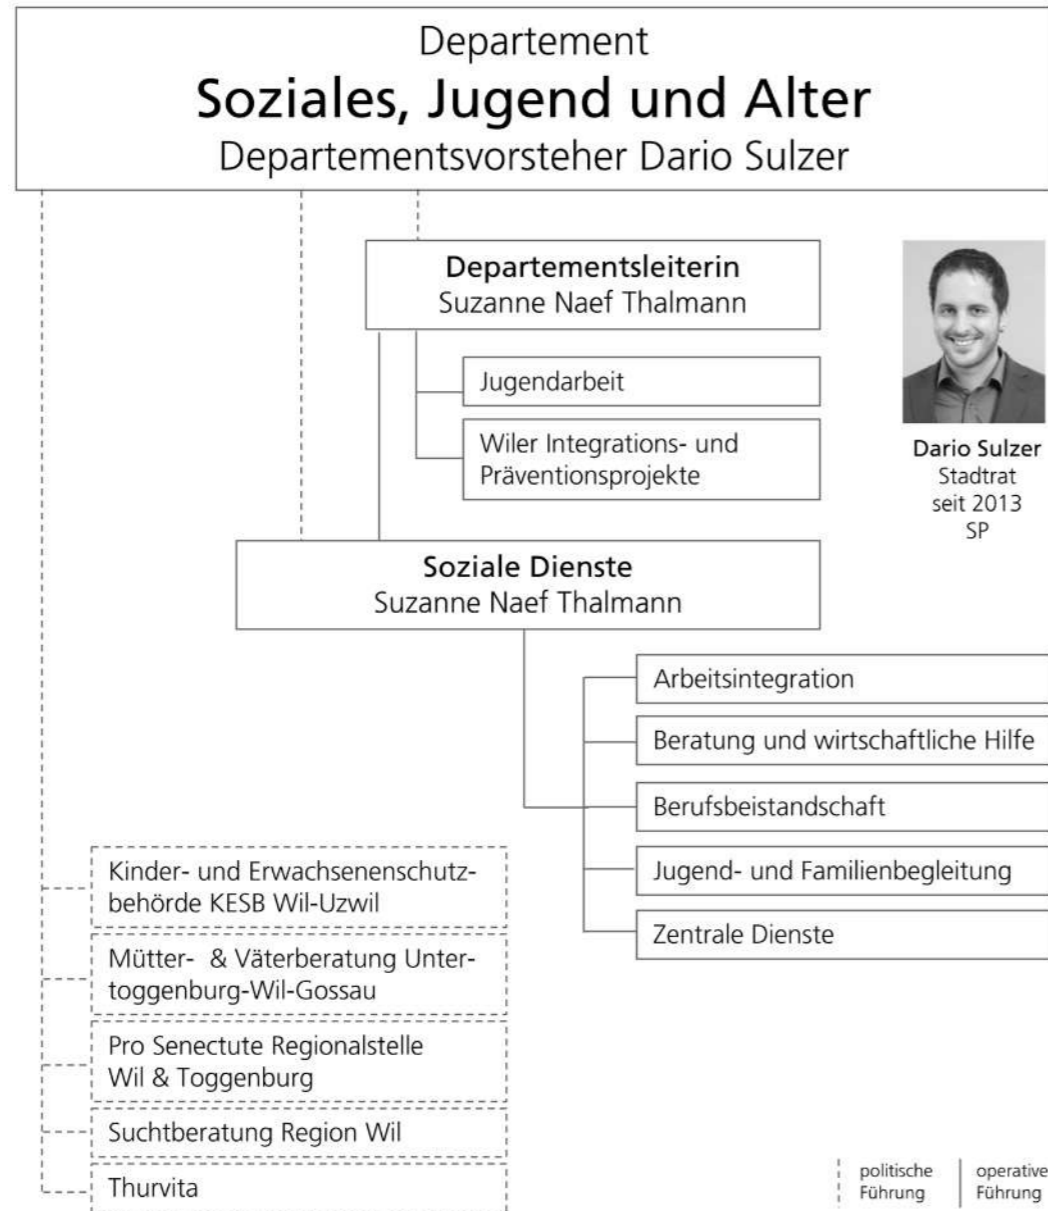 Departement
Soziales, Jugend und Alter
Departementsvorsteher Dario Sulzer
Departementsleiterin
Suzanne Naef Thalmann
Jugendarbeit
Wiler Integrations- und
Präventionsprojekte
Dario Sulzer
Stadtrat
seit 2013
SP
Soziale Dienste
Suzanne Naef Thalmann
Arbeitsintegration
Beratung und wirtschaftliche Hilfe
Berufsbeistandschaft
Jugend- und Familienbegleitung
Zentrale Dienste
Kinder- und Erwachsenenschutz-
behörde KESB Wil-Uzwil
Mütter- & Väterberatung Unter-
toggenburg-Wil-Gossau
Pro Senectute Regionalstelle
Wil & Toggenburg
Suchtberatung Region Wil
Thurvita
politische
Führung
operative
Führung